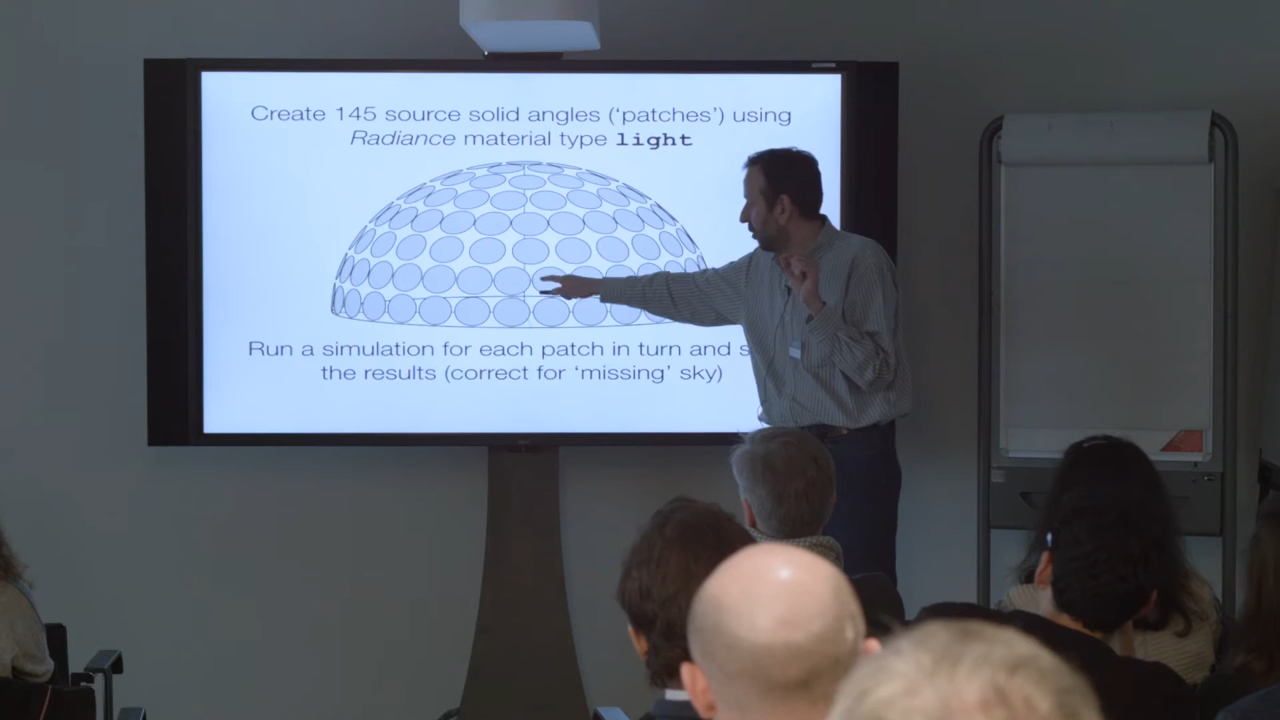 Create 145 source solid angles (‘patches’) using
Radiance material type light
Run a simulation for each patch in turn and
the results (correct for ‘missing’ sky)